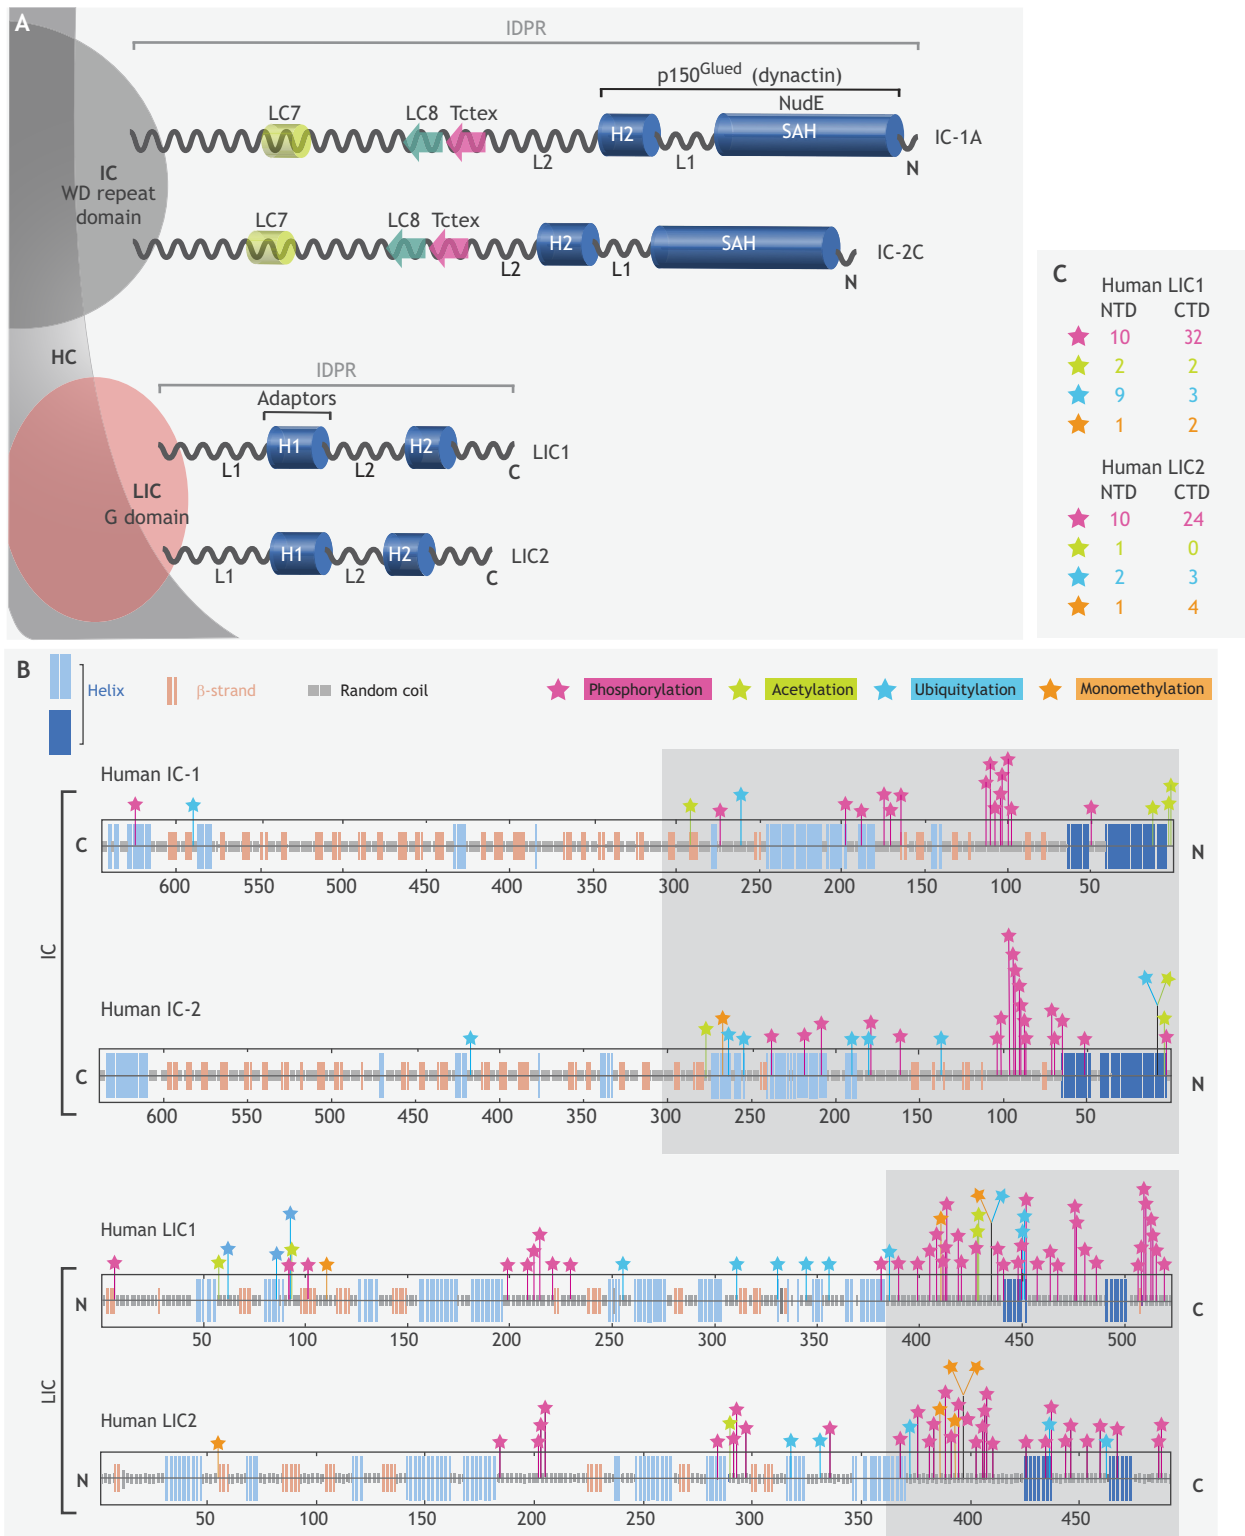 A
IDPR
p150Glued (dynactin)
LC7
LC8
Tctex
NudE
H2
SAH
IC-1A
L2
L1
N
IC
WD repeat
domain
LC7
LC8
Tctex
H2
SAH
IC-2C
L2
L1
N
HC
IDPR
Adaptors
H1
H2
LIC1
L1
L2
C
LIC
G domain
H1
H2
LIC2
L1
L2
C
C
Human LIC1
NTD CTD
10 32
2 2
9 3
1 2
Human LIC2
NTD CTD
10 24
1 0
2 3
1 4
B
Helix
β-strand
Random coil
Phosphorylation
Acetylation
Ubiquitylation
Monomethylation
IC
Human IC-1
C
N
600 550 500 450 400 350 300 250 200 150 100 50
Human IC-2
C
N
600 550 500 450 400 350 300 250 200 150 100 50
LIC
Human LIC1
N
C
50 100 150 200 250 300 350 400 450 500
Human LIC2
N
C
50 100 150 200 250 300 350 400 450